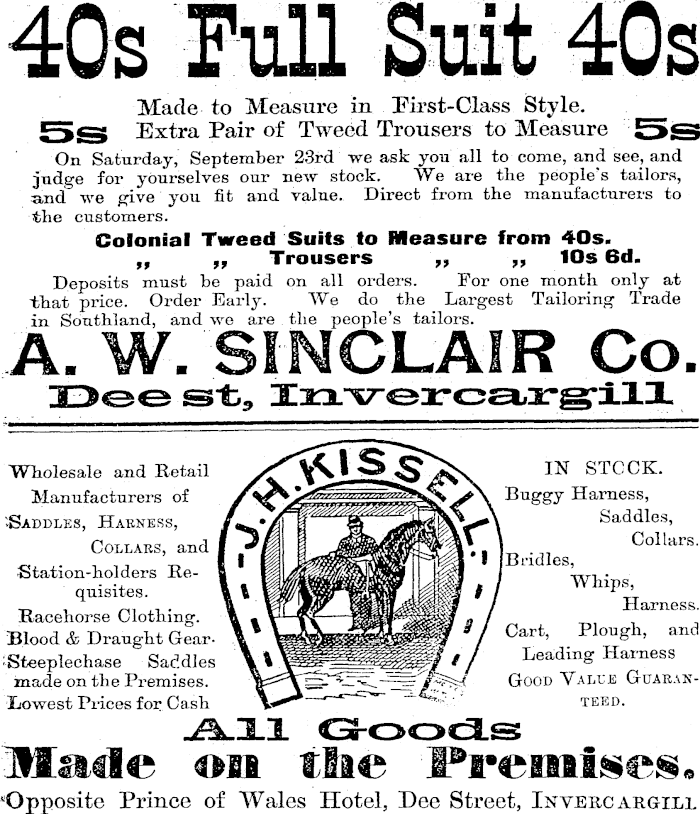 40s Full Suit 40s
Made to Measure in First-Class Style.
5s Extra Pair of Tweed Trousers to Measure 5s
On Saturday, September 23rd we ask you all to come, and see, and
judge for yourselves our new stock. We are the people's tailors,
and we give you fit and value. Direct from the manufacturers to
the customers.
Colonial Tweed Suits to Measure from 40s.
„ „ Trousers „ „ 10s 6d.
Deposits must be paid on all orders. For one month only at
that price. Order Early. We do the Largest Tailoring Trade
in Southland, and we are the people's tailors.
A. W. SINCLAIR Co.
Dee st, Invercargill
Wholesale and Retail
Manufacturers of
SADDLES, HARNESS,
COLLARS, and
Station-holders Re-
quisites.
Racehorse Clothing.
Blood & Draught Gear.
Steeplechase Saddles
made on the Premises.
Lowest Prices for Cash
J. H. KISSELL.
IN STOCK.
Buggy Harness,
Saddles,
Collars.
Bridles,
Whips,
Harness.
Cart, Plough, and
Leading Harness
GOOD VALUE GUARAN-
TEED.
All Goods
Made on the Premises.
Opposite Prince of Wales Hotel, Dee Street, INVERCARGILL